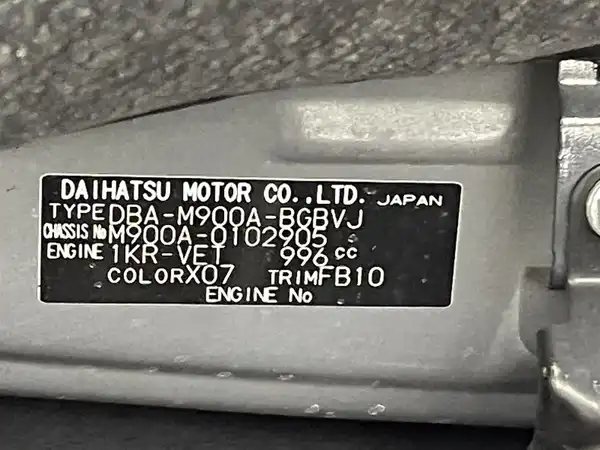 DAIHATSU MOTOR CO.,LTD. JAPAN
TYPE DBA-M900A-BGBVJ
CHASSIS No M900A-0102905
ENGINE 1KR-VET 996 cc
COLOR X07 TRIM FB10
ENGINE No